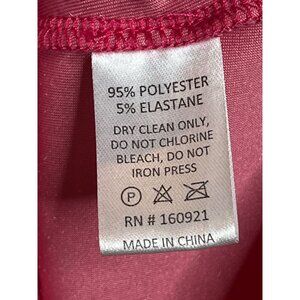 95% POLYESTER
5% ELASTANE
DRY CLEAN ONLY,
DO NOT CHLORINE
BLEACH, DO NOT
IRON PRESS
P
RN # 160921
MADE IN CHINA